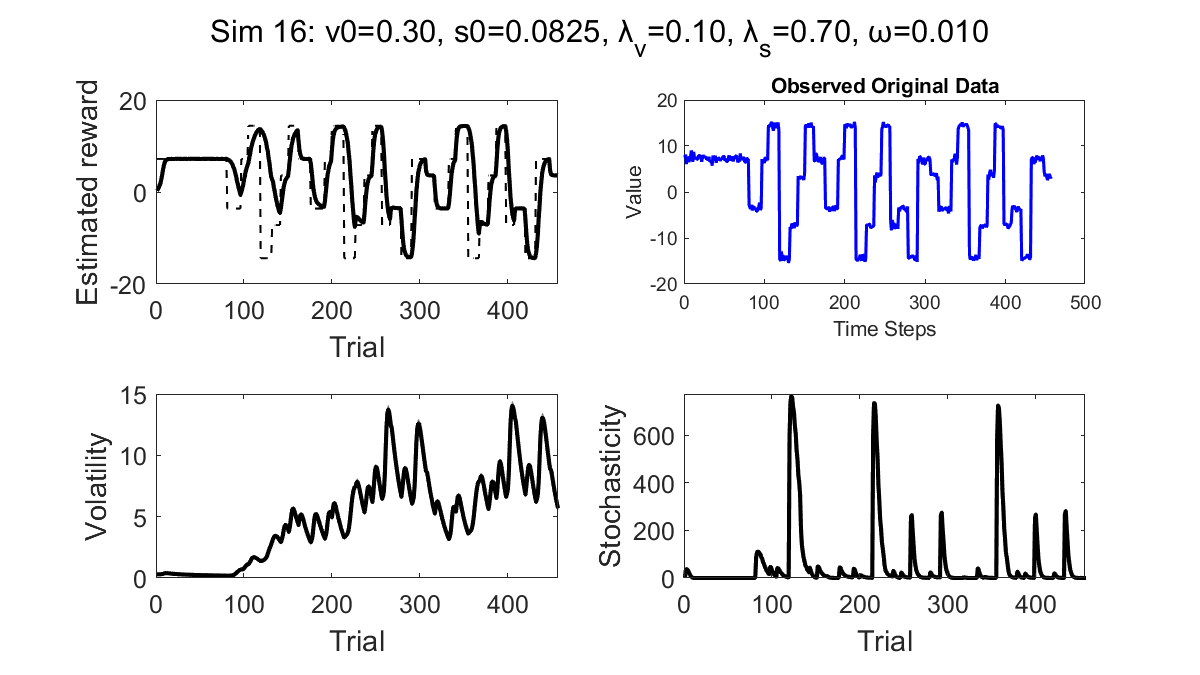 Sim 16: v0=0.30, s0=0.0825, λv=0.10, λs=0.70, ω=0.010
Estimated reward
20
0
-20
0 100 200 300 400
Trial
Observed Original Data
Value
20
10
0
-10
-20
0 100 200 300 400 500
Time Steps
Volatility
15
10
5
0
0 100 200 300 400
Trial
Stochasticity
600
400
200
0
0 100 200 300 400
Trial